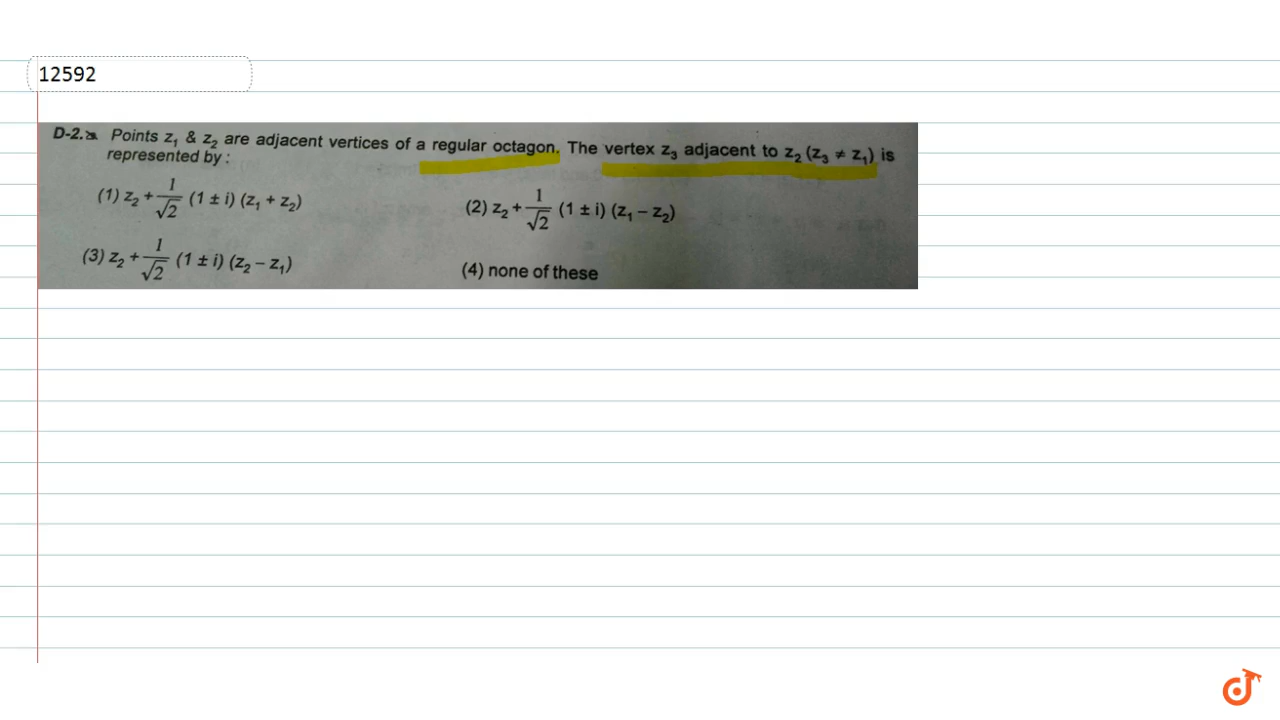 12592
D-2. Points z₁ & z₂ are adjacent vertices of a regular octagon. The vertex z₃ adjacent to z₂ (z₃ ≠ z₁) is
represented by :
(1) z₂ + 1/√2 (1 ± i) (z₁ + z₂) (2) z₂ + 1/√2 (1 ± i) (z₁ − z₂)
(3) z₂ + 1/√2 (1 ± i) (z₂ − z₁) (4) none of these